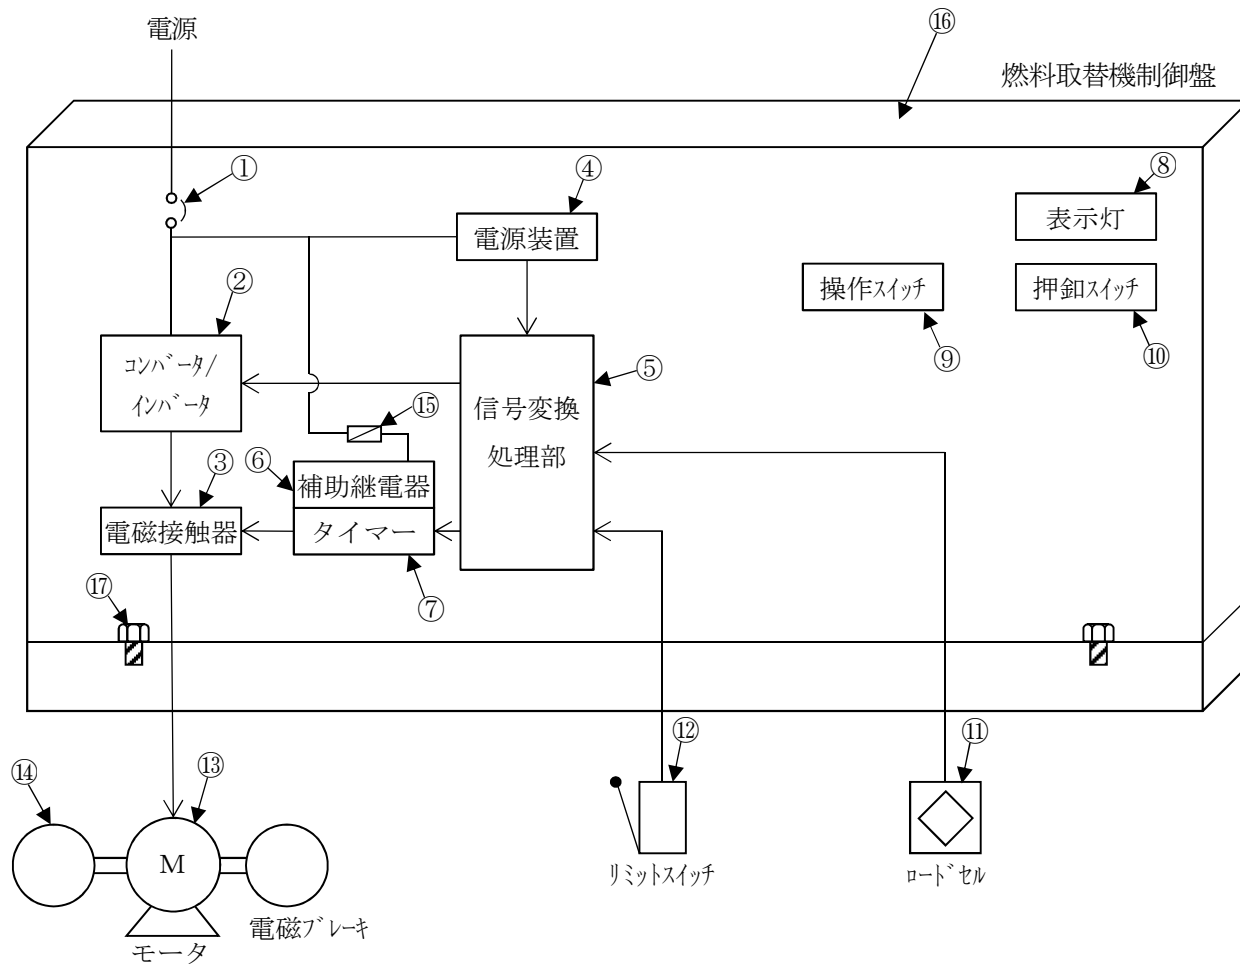 電源
⑯
燃料取替機制御盤
①
④
⑧
電源装置
表示灯
②
操作スイッチ
押釦スイッチ
⑨
⑩
コンバータ/
インバータ
⑤
⑮
信号変換
処理部
③
⑥
補助継電器
電磁接触器
タイマー
⑦
⑰
⑭
⑬
⑫
⑪
M
リミットスイッチ
ロードセル
電磁ブレーキ
モータ